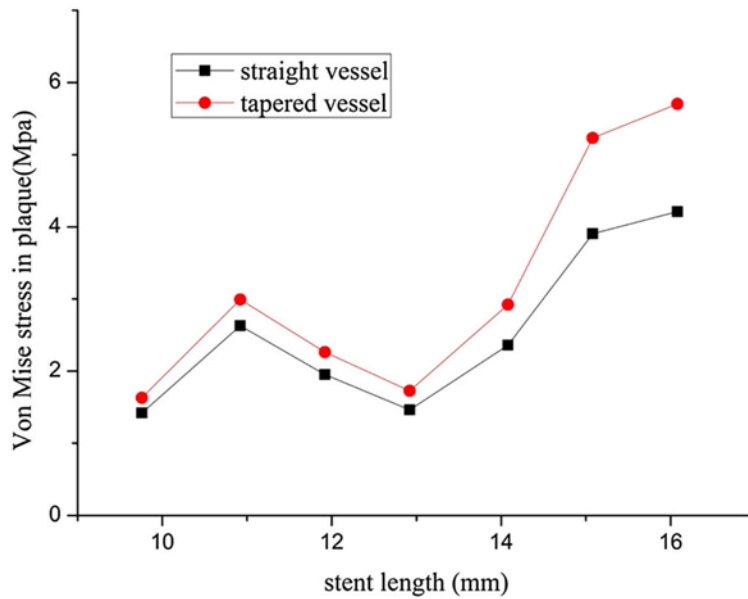 straight vessel
tapered vessel
Von Mise stress in plaque(Mpa)
6
4
2
0
10 12 14 16
stent length (mm)